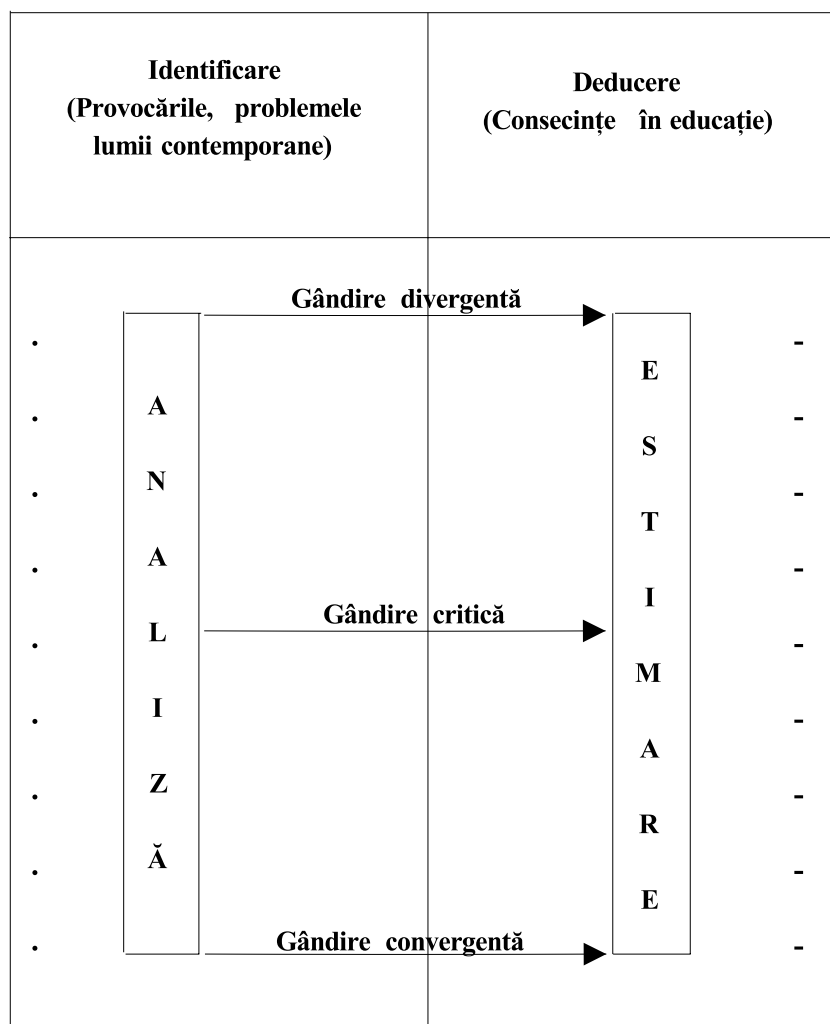 Identificare
(Provocările, problemele
lumii contemporane)
Deducere
(Consecințe în educație)
Gândire divergentă
A
N
A
L
I
Z
Ă
Gândire critică
Gândire convergentă
E
S
T
I
M
A
R
E